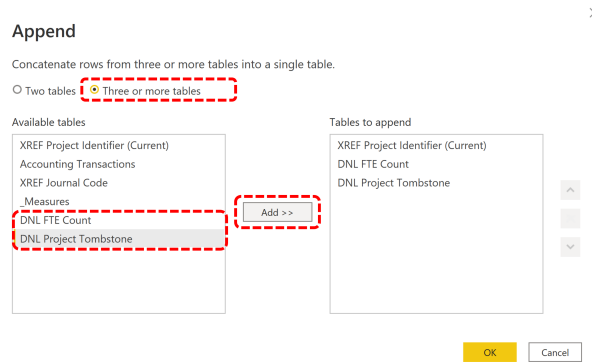 Append
Concatenate rows from three or more tables into a single table.
Two tables
Three or more tables
Available tables
XREF Project Identifier (Current)
Accounting Transactions
XREF Journal Code
_Measures
DNL FTE Count
DNL Project Tombstone
Add >>
Tables to append
XREF Project Identifier (Current)
DNL FTE Count
DNL Project Tombstone
OK
Cancel